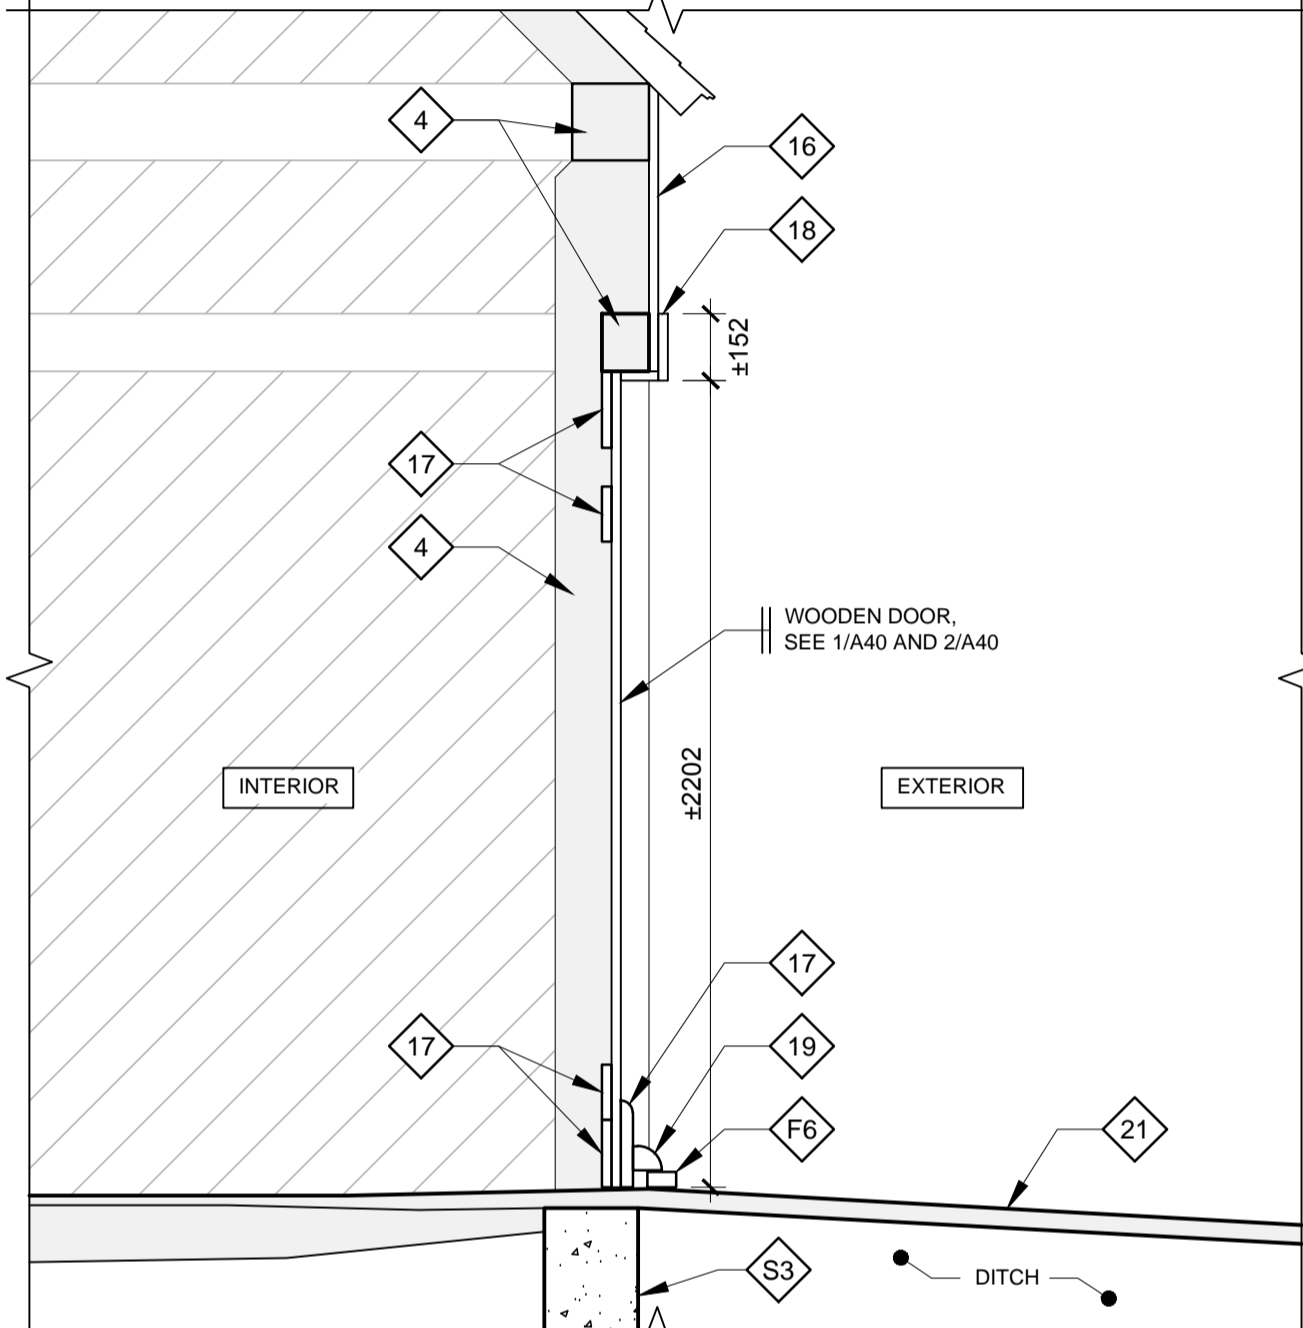 4
16
18
±152
17
4
WOODEN DOOR,
SEE 1/A40 AND 2/A40
±2202
INTERIOR
EXTERIOR
17
17
19
F6
21
S3
DITCH